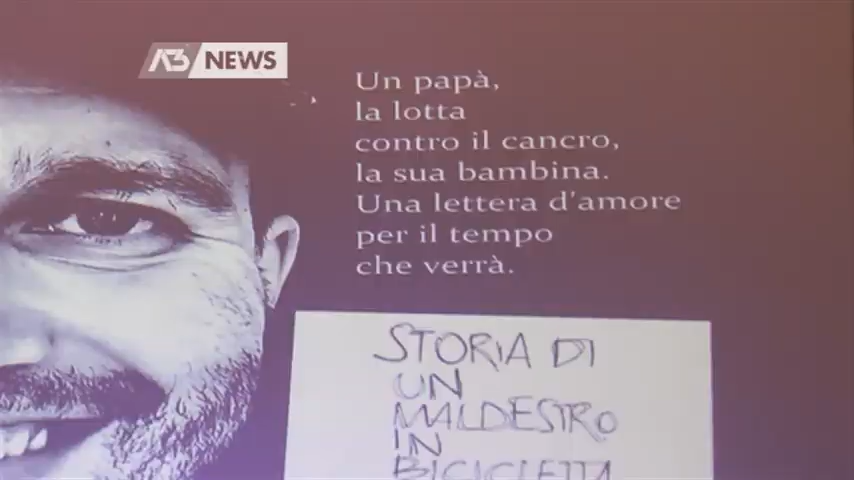 A3 NEWS
Un papà,
la lotta
contro il cancro,
la sua bambina.
Una lettera d'amore
per il tempo
che verrà.
STORIA DI
UN
MALDESTRO
IN
BICICLETTA